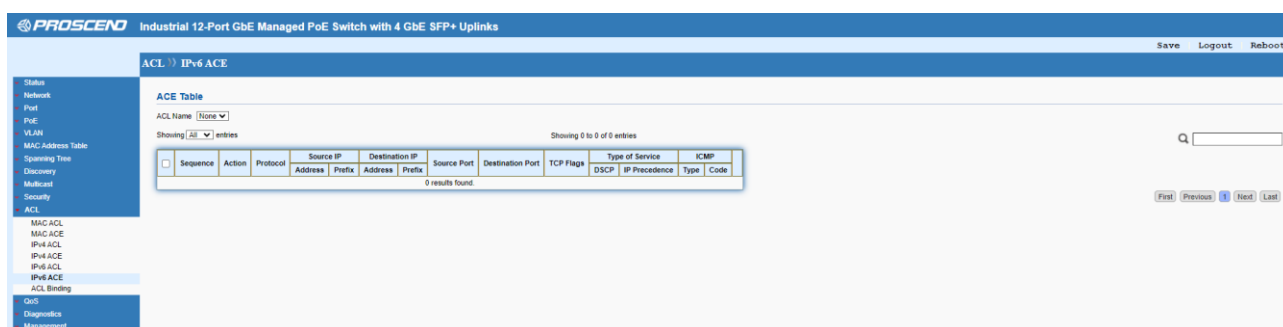 PROSCEND Industrial 12-Port GbE Managed PoE Switch with 4 GbE SFP+ Uplinks
Save Logout Reboot
ACL » IPv6 ACE
Status
Network
Port
PoE
VLAN
MAC Address Table
Spanning Tree
Discovery
Multicast
Security
ACL
MAC ACL
MAC ACE
IPv4 ACL
IPv4 ACE
IPv6 ACL
IPv6 ACE
ACL Binding
QoS
Diagnostics
Management
ACE Table
ACL Name None
Showing All entries
Showing 0 to 0 of 0 entries
Sequence Action Protocol Source IP Destination IP Source Port Destination Port TCP Flags Type of Service ICMP
Address Prefix Address Prefix DSCP IP Precedence Type Code
0 results found.
First Previous 1 Next Last